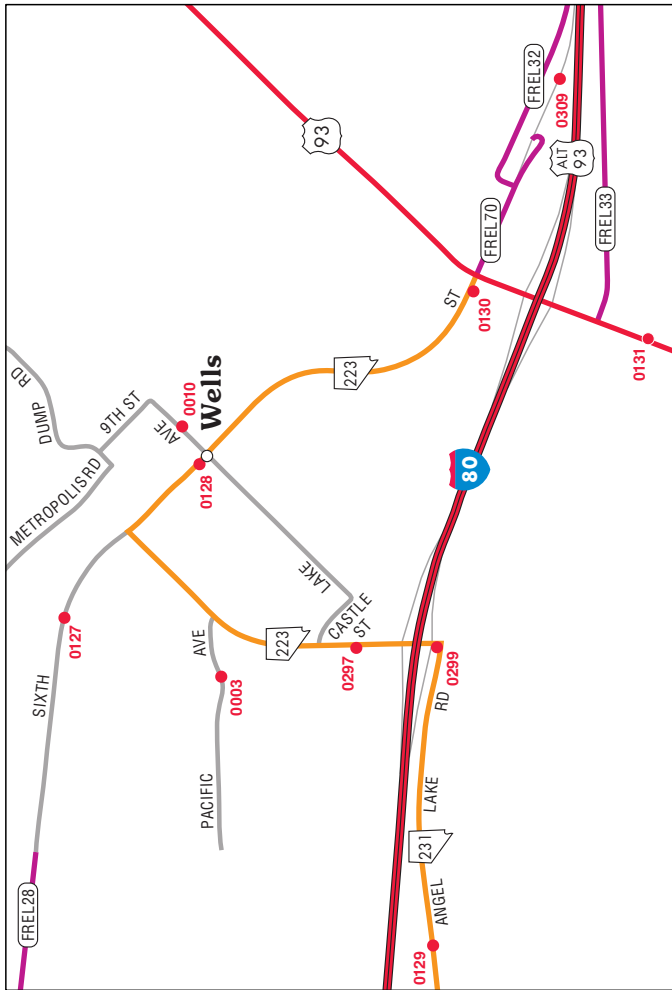 93
FREL32
0309
ALT
93
FREL70
FREL33
ST
0130
0131
DUMP
RD
9TH ST
0010
AVE
Wells
METROPOLIS RD
0128
223
80
LAKE
CASTLE
ST
0127
SIXTH
223
AVE
0003
0297
0299
PACIFIC
RD
LAKE
231
ANGEL
FREL28
0129